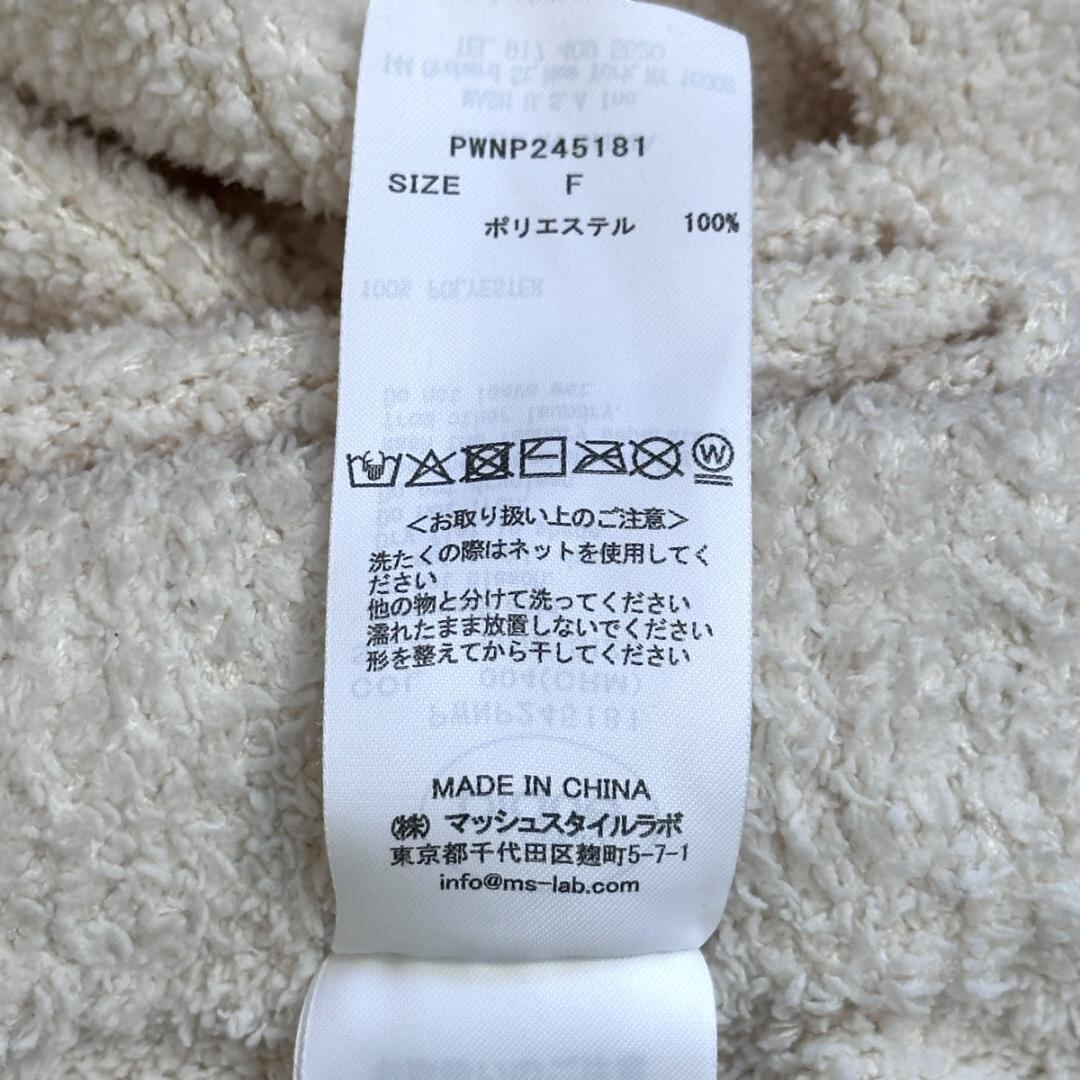 PWNP245181
SIZE F
ポリエステル 100%
<お取り扱い上のご注意>
洗たくの際はネットを使用してく
ださい
他の物と分けて洗ってください
濡れたまま放置しないでください
形を整えてから干してください
MADE IN CHINA
(株) マッシュスタイルラボ
東京都千代田区麹町5-7-1
info@ms-lab.com